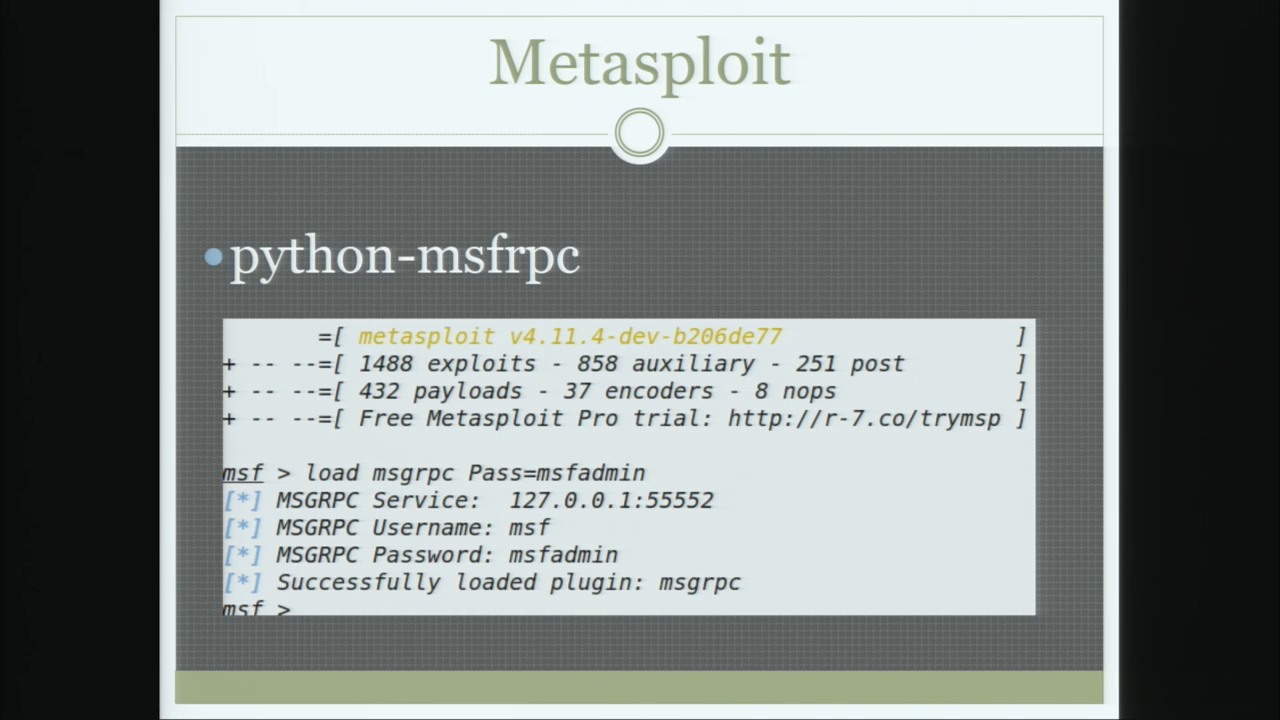 Metasploit
•python-msfrpc
=[ metasploit v4.11.4-dev-b206de77 ]
+ -- --=[ 1488 exploits - 858 auxiliary - 251 post ]
+ -- --=[ 432 payloads - 37 encoders - 8 nops ]
+ -- --=[ Free Metasploit Pro trial: http://r-7.co/trymsp ]
msf > load msgrpc Pass=msfadmin
[*] MSGRPC Service:  127.0.0.1:55552
[*] MSGRPC Username: msf
[*] MSGRPC Password: msfadmin
[*] Successfully loaded plugin: msgrpc
msf >